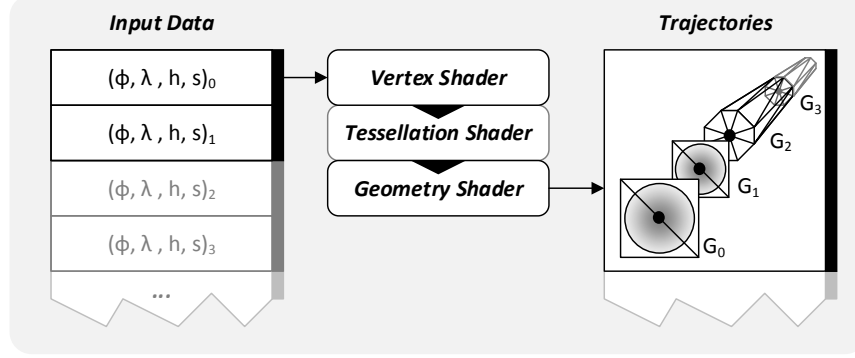 Input Data
(ϕ, λ , h, s)₀
(ϕ, λ , h, s)₁
(ϕ, λ , h, s)₂
(ϕ, λ , h, s)₃
...
Vertex Shader
Tessellation Shader
Geometry Shader
Trajectories
G₃
G₂
G₁
G₀